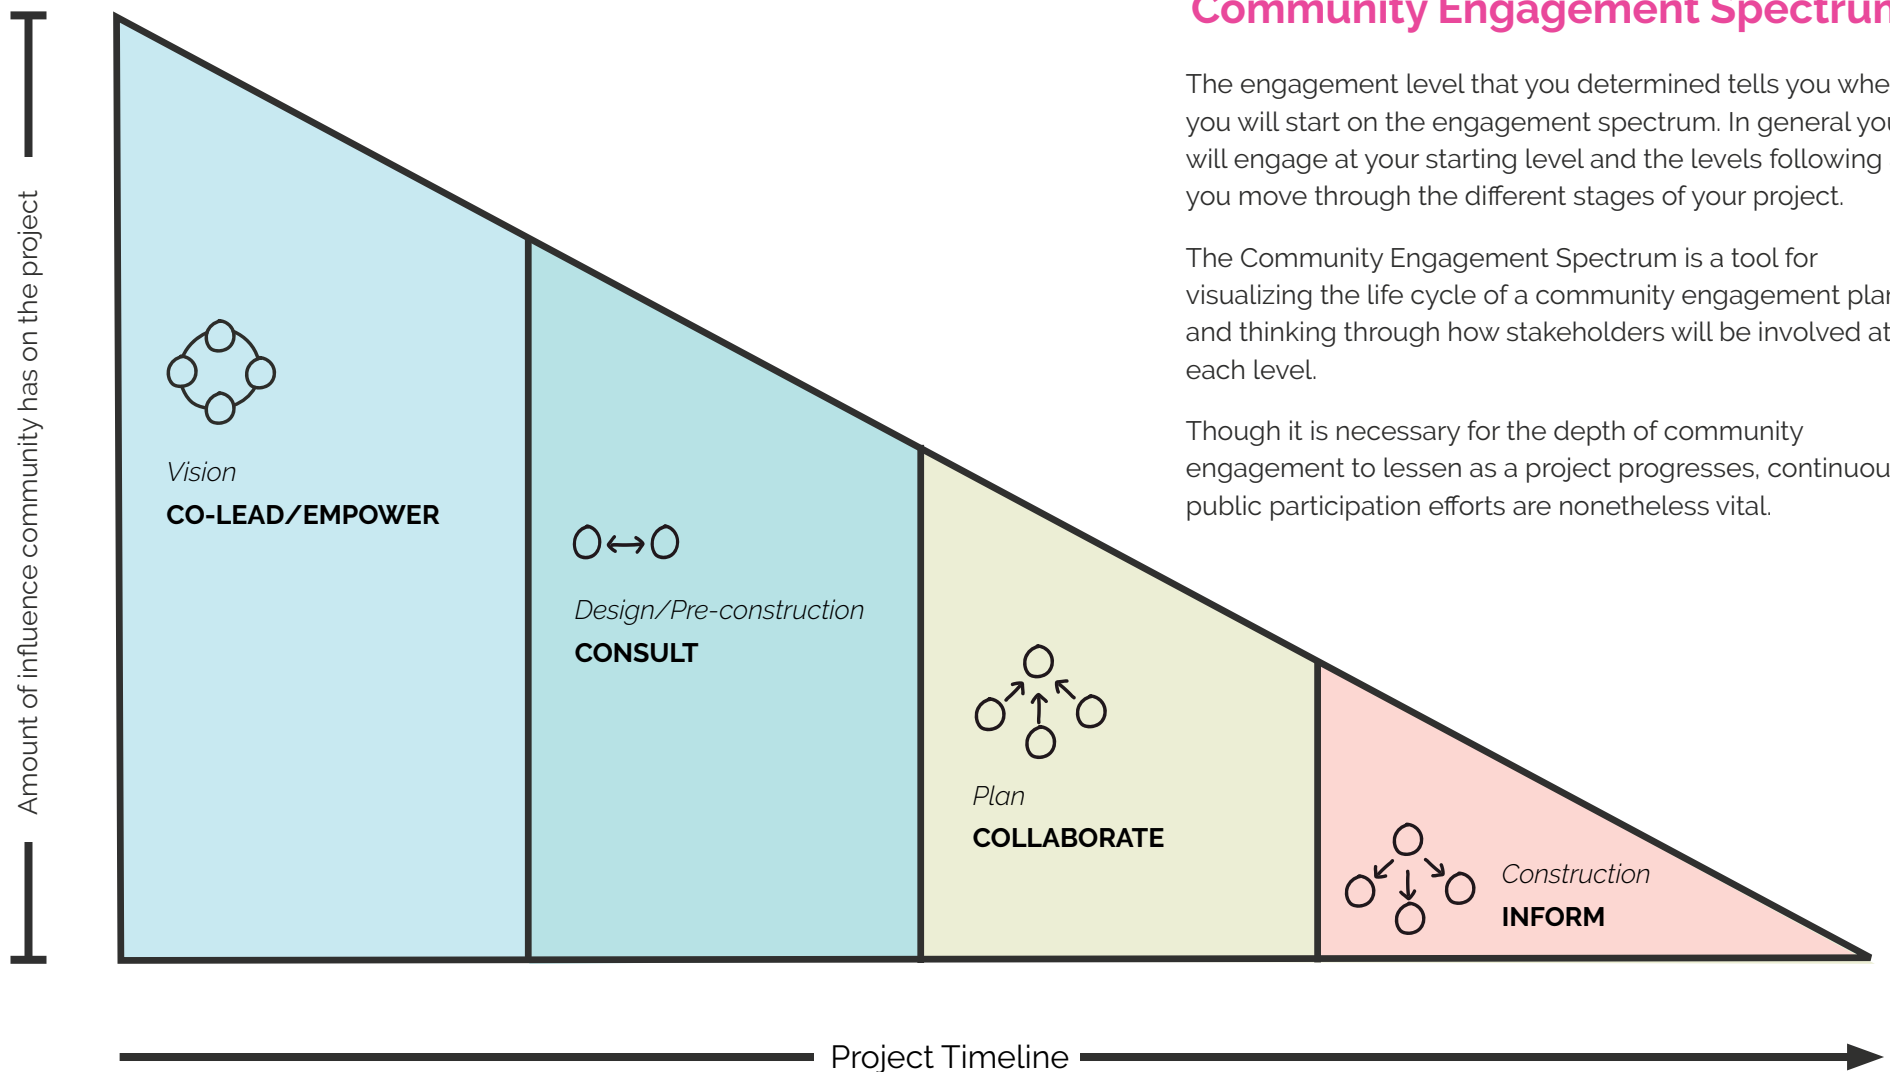 Community Engagement Spectrum
The engagement level that you determined tells you whe
you will start on the engagement spectrum. In general you
will engage at your starting level and the levels following
you move through the different stages of your project.
The Community Engagement Spectrum is a tool for
visualizing the life cycle of a community engagement plan
and thinking through how stakeholders will be involved at
each level.
Though it is necessary for the depth of community
engagement to lessen as a project progresses, continuou
public participation efforts are nonetheless vital.
Amount of influence community has on the project
Vision
CO-LEAD/EMPOWER
Design/Pre-construction
CONSULT
Plan
COLLABORATE
Construction
INFORM
Project Timeline